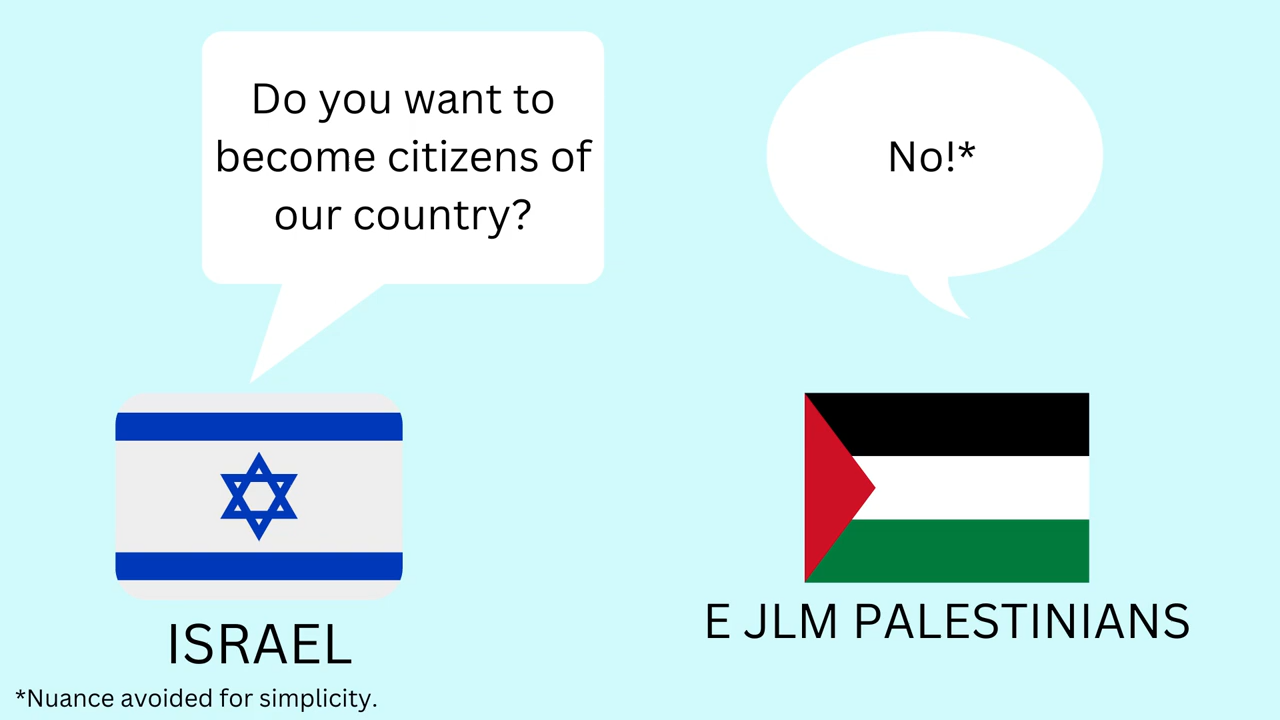 Do you want to
become citizens of
our country?
No!*
ISRAEL
E JLM PALESTINIANS
*Nuance avoided for simplicity.